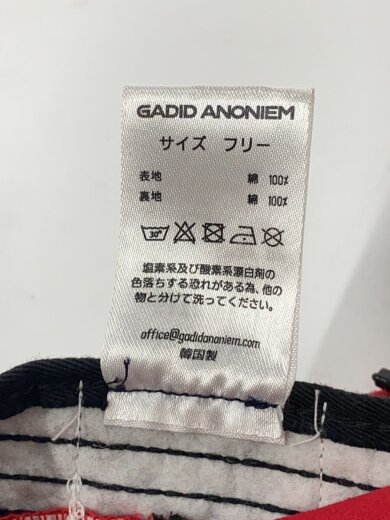 GADID ANONIEM
サイズ フリー
表地 綿 100%
裏地 綿 100%
30°
塩素系及び酸素系漂白剤の
色落ちする恐れがある為、他の
物と分けて洗ってください。
office@gadidanoniem.com
韓国製